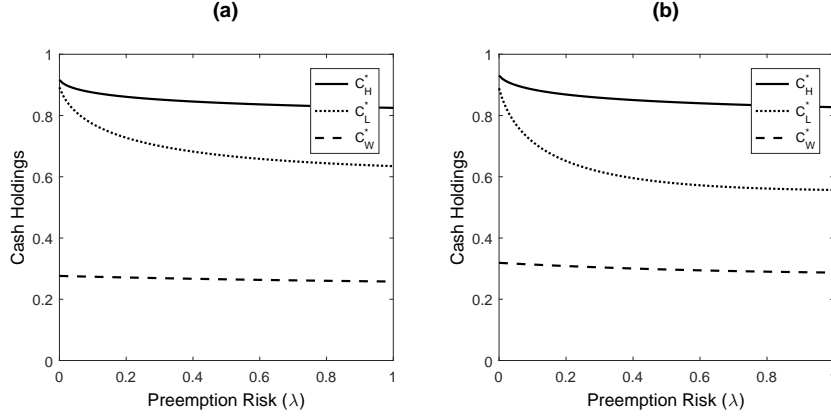 (a)
1
0.8
0.6
0.4
0.2
0
0 0.2 0.4 0.6 0.8 1
Cash Holdings
Preemption Risk (λ)
C*H
C*L
C*W
(b)
1
0.8
0.6
0.4
0.2
0
0 0.2 0.4 0.6 0.8 1
Cash Holdings
Preemption Risk (λ)
C*H
C*L
C*W